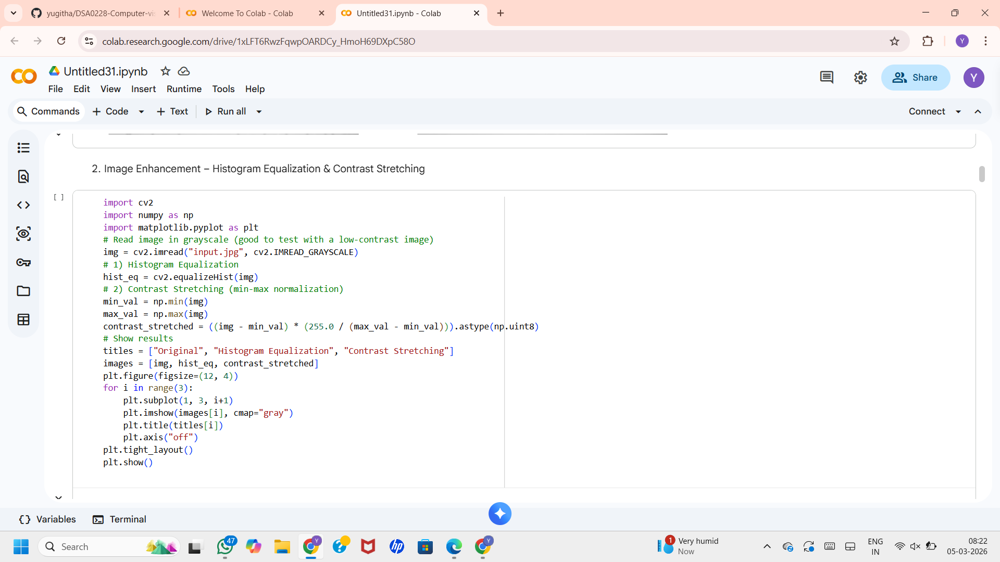 yugitha/DSA0228-Computer-vis
Welcome To Colab - Colab
Untitled31.ipynb - Colab
colab.research.google.com/drive/1xLFT6RwzFqwpOARDCy_HmoH69DXpC58O
Y
Untitled31.ipynb
Share
Y
File Edit View Insert Runtime Tools Help
Commands + Code + Text Run all
Connect
2. Image Enhancement – Histogram Equalization & Contrast Stretching
[ ]
import cv2
import numpy as np
import matplotlib.pyplot as plt
# Read image in grayscale (good to test with a low-contrast image)
img = cv2.imread("input.jpg", cv2.IMREAD_GRAYSCALE)
# 1) Histogram Equalization
hist_eq = cv2.equalizeHist(img)
# 2) Contrast Stretching (min-max normalization)
min_val = np.min(img)
max_val = np.max(img)
contrast_stretched = ((img - min_val) * (255.0 / (max_val - min_val))).astype(np.uint8)
# Show results
titles = ["Original", "Histogram Equalization", "Contrast Stretching"]
images = [img, hist_eq, contrast_stretched]
plt.figure(figsize=(12, 4))
for i in range(3):
    plt.subplot(1, 3, i+1)
    plt.imshow(images[i], cmap="gray")
    plt.title(titles[i])
    plt.axis("off")
plt.tight_layout()
plt.show()
Variables
Terminal
Search
47
Y
hp
Y
1
Very humid
Now
ENG
IN
08:22
05-03-2026